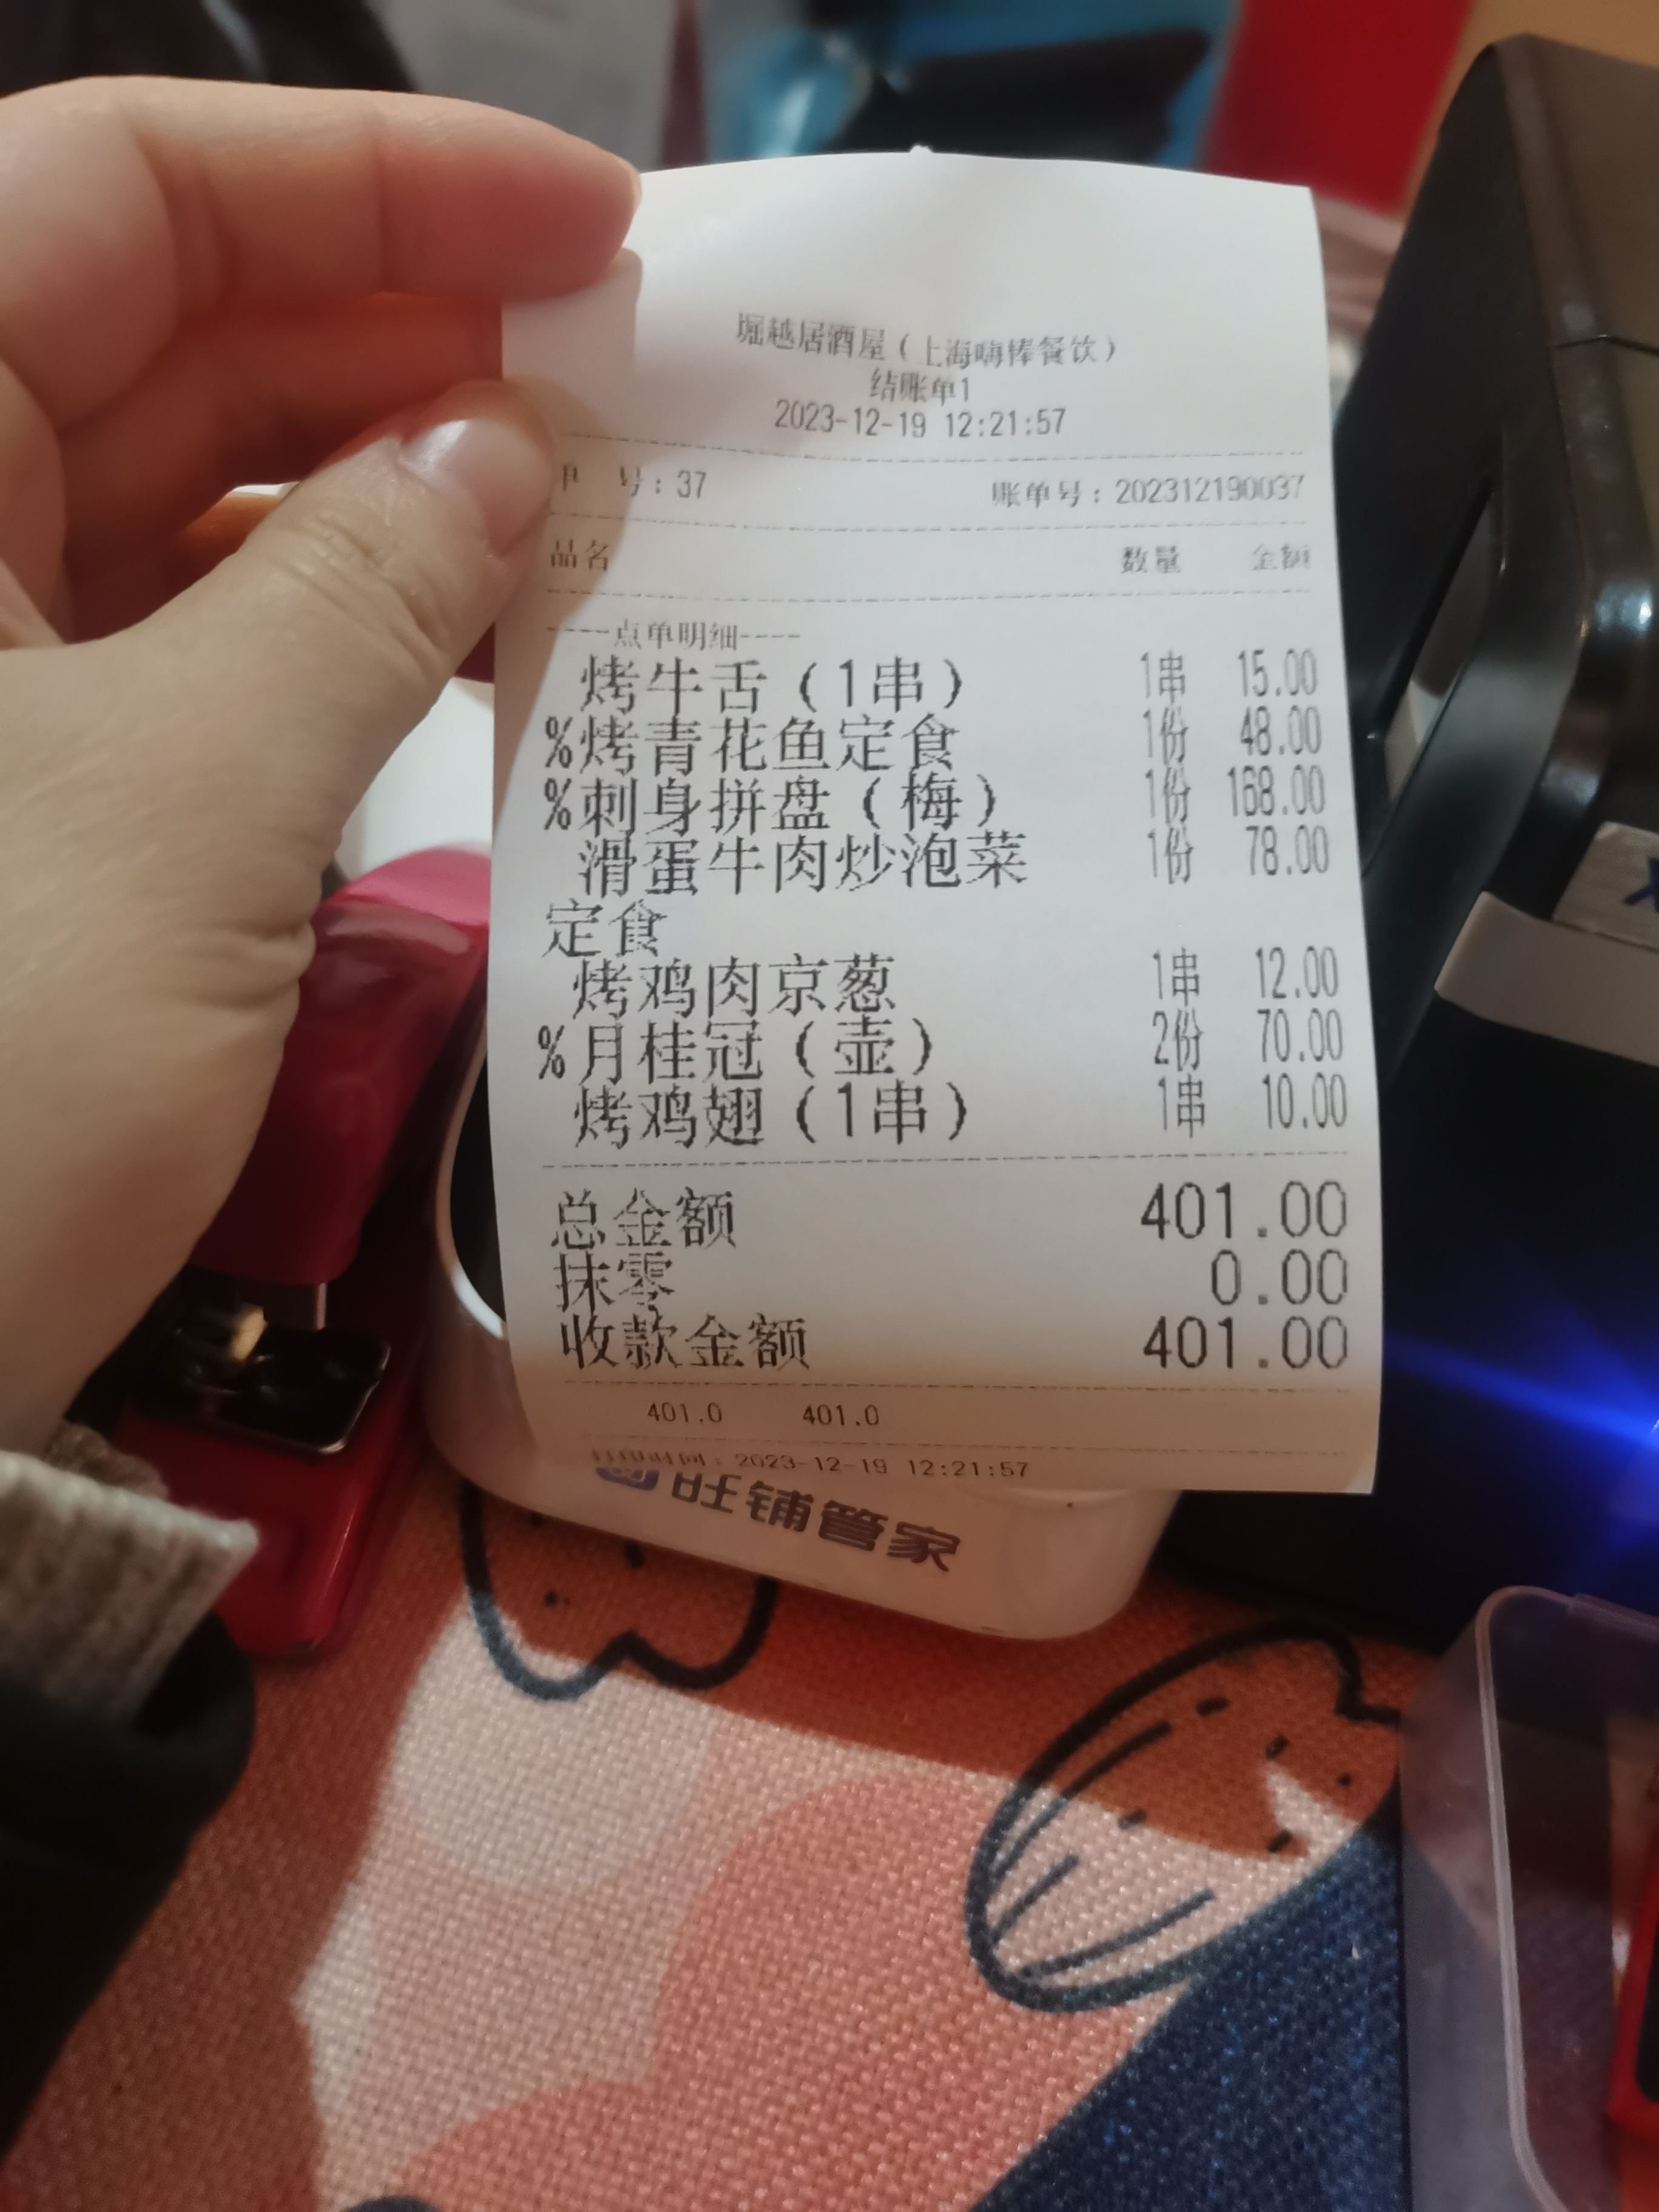 堀越居酒屋（上海嗨棒餐饮）
结账单1
2023-12-19 12:21:57
单 号：37 账单号：202312190037
品名 数量 金额
----点单明细----
烤牛舌（1串） 1串 15.00
%烤青花鱼定食 1份 48.00
%刺身拼盘（梅） 1份 168.00
滑蛋牛肉炒泡菜 1份 78.00
定食
烤鸡肉京葱 1串 12.00
%月桂冠（壶） 2份 70.00
烤鸡翅（1串） 1串 10.00
总金额 401.00
抹零 0.00
收款金额 401.00
401.0 401.0
打印时间：2023-12-19 12:21:57
旺铺管家